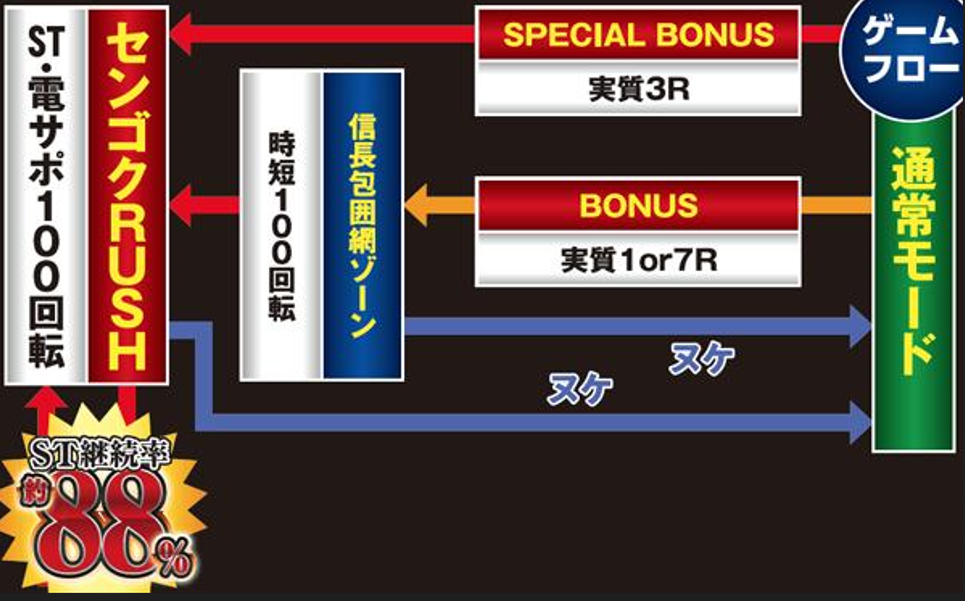 ゲーム
フロー
通常モード
SPECIAL BONUS
実質3R
BONUS
実質1or7R
信長包囲網ゾーン
時短100回転
センゴクRUSH
ST・電サポ100回転
ヌケ
ヌケ
ST継続率
約88%